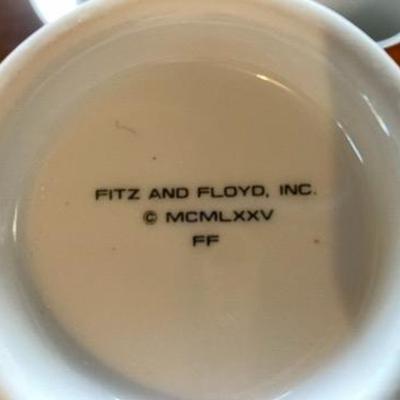 FITZ AND FLOYD, INC.
© MCMLXXV
FF